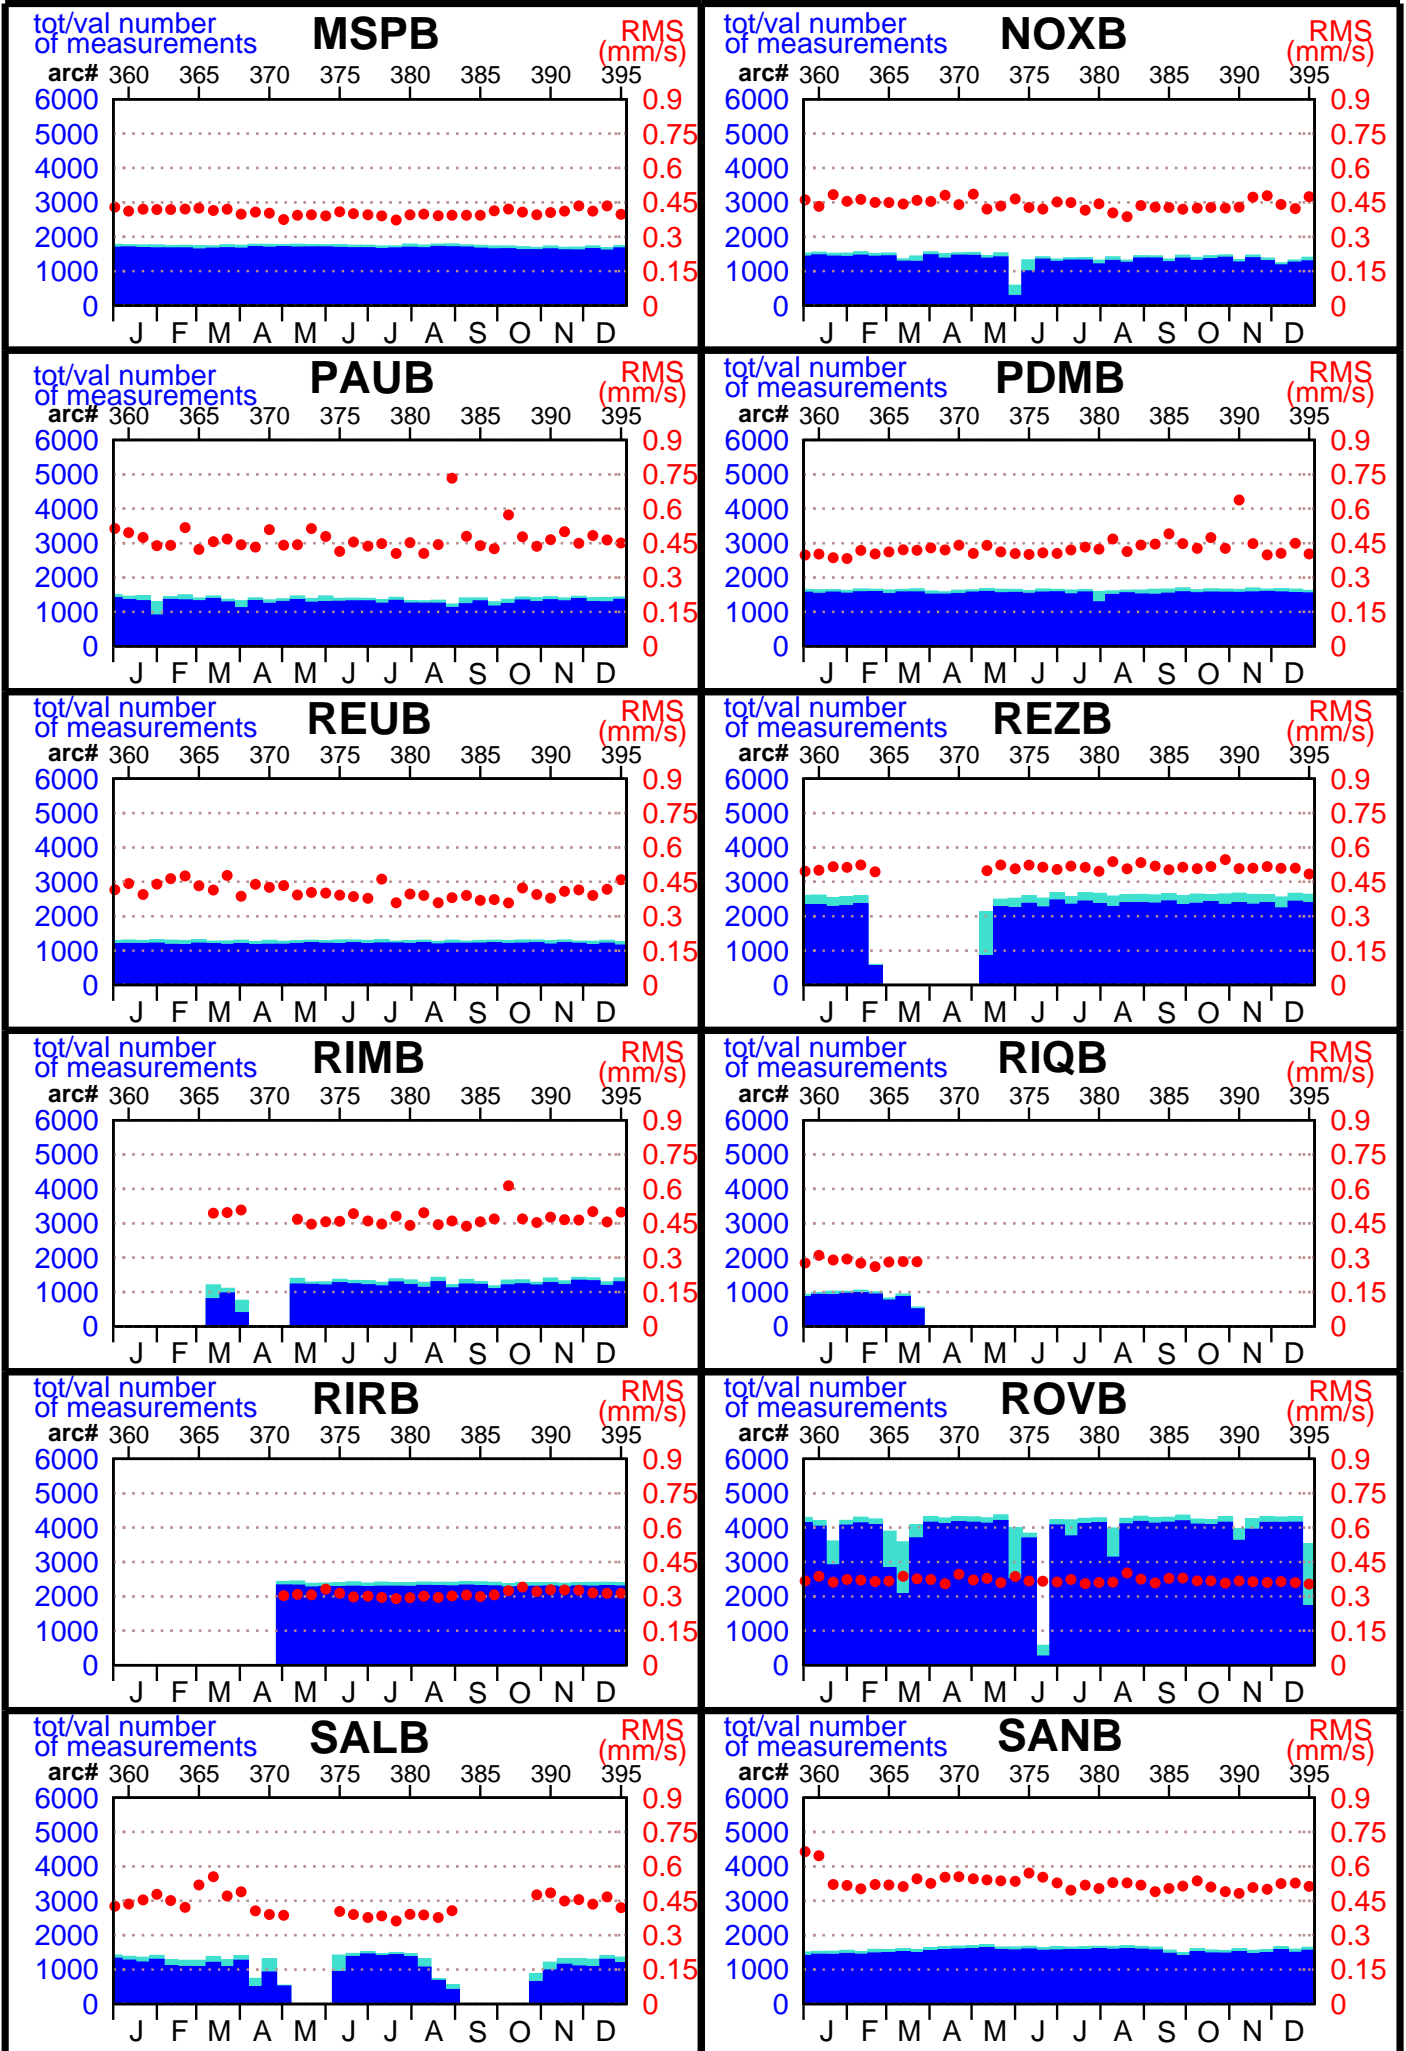 tot/val number of measurements MSPB RMS (mm/s)
arc# 360 365 370 375 380 385 390 395
6000 0.9
5000 0.75
4000 0.6
3000 0.45
2000 0.3
1000 0.15
0 0
J F M A M J J A S O N D
tot/val number of measurements NOXB RMS (mm/s)
arc# 360 365 370 375 380 385 390 395
6000 0.9
5000 0.75
4000 0.6
3000 0.45
2000 0.3
1000 0.15
0 0
J F M A M J J A S O N D
tot/val number of measurements PAUB RMS (mm/s)
arc# 360 365 370 375 380 385 390 395
6000 0.9
5000 0.75
4000 0.6
3000 0.45
2000 0.3
1000 0.15
0 0
J F M A M J J A S O N D
tot/val number of measurements PDMB RMS (mm/s)
arc# 360 365 370 375 380 385 390 395
6000 0.9
5000 0.75
4000 0.6
3000 0.45
2000 0.3
1000 0.15
0 0
J F M A M J J A S O N D
tot/val number of measurements REUB RMS (mm/s)
arc# 360 365 370 375 380 385 390 395
6000 0.9
5000 0.75
4000 0.6
3000 0.45
2000 0.3
1000 0.15
0 0
J F M A M J J A S O N D
tot/val number of measurements REZB RMS (mm/s)
arc# 360 365 370 375 380 385 390 395
6000 0.9
5000 0.75
4000 0.6
3000 0.45
2000 0.3
1000 0.15
0 0
J F M A M J J A S O N D
tot/val number of measurements RIMB RMS (mm/s)
arc# 360 365 370 375 380 385 390 395
6000 0.9
5000 0.75
4000 0.6
3000 0.45
2000 0.3
1000 0.15
0 0
J F M A M J J A S O N D
tot/val number of measurements RIQB RMS (mm/s)
arc# 360 365 370 375 380 385 390 395
6000 0.9
5000 0.75
4000 0.6
3000 0.45
2000 0.3
1000 0.15
0 0
J F M A M J J A S O N D
tot/val number of measurements RIRB RMS (mm/s)
arc# 360 365 370 375 380 385 390 395
6000 0.9
5000 0.75
4000 0.6
3000 0.45
2000 0.3
1000 0.15
0 0
J F M A M J J A S O N D
tot/val number of measurements ROVB RMS (mm/s)
arc# 360 365 370 375 380 385 390 395
6000 0.9
5000 0.75
4000 0.6
3000 0.45
2000 0.3
1000 0.15
0 0
J F M A M J J A S O N D
tot/val number of measurements SALB RMS (mm/s)
arc# 360 365 370 375 380 385 390 395
6000 0.9
5000 0.75
4000 0.6
3000 0.45
2000 0.3
1000 0.15
0 0
J F M A M J J A S O N D
tot/val number of measurements SANB RMS (mm/s)
arc# 360 365 370 375 380 385 390 395
6000 0.9
5000 0.75
4000 0.6
3000 0.45
2000 0.3
1000 0.15
0 0
J F M A M J J A S O N D